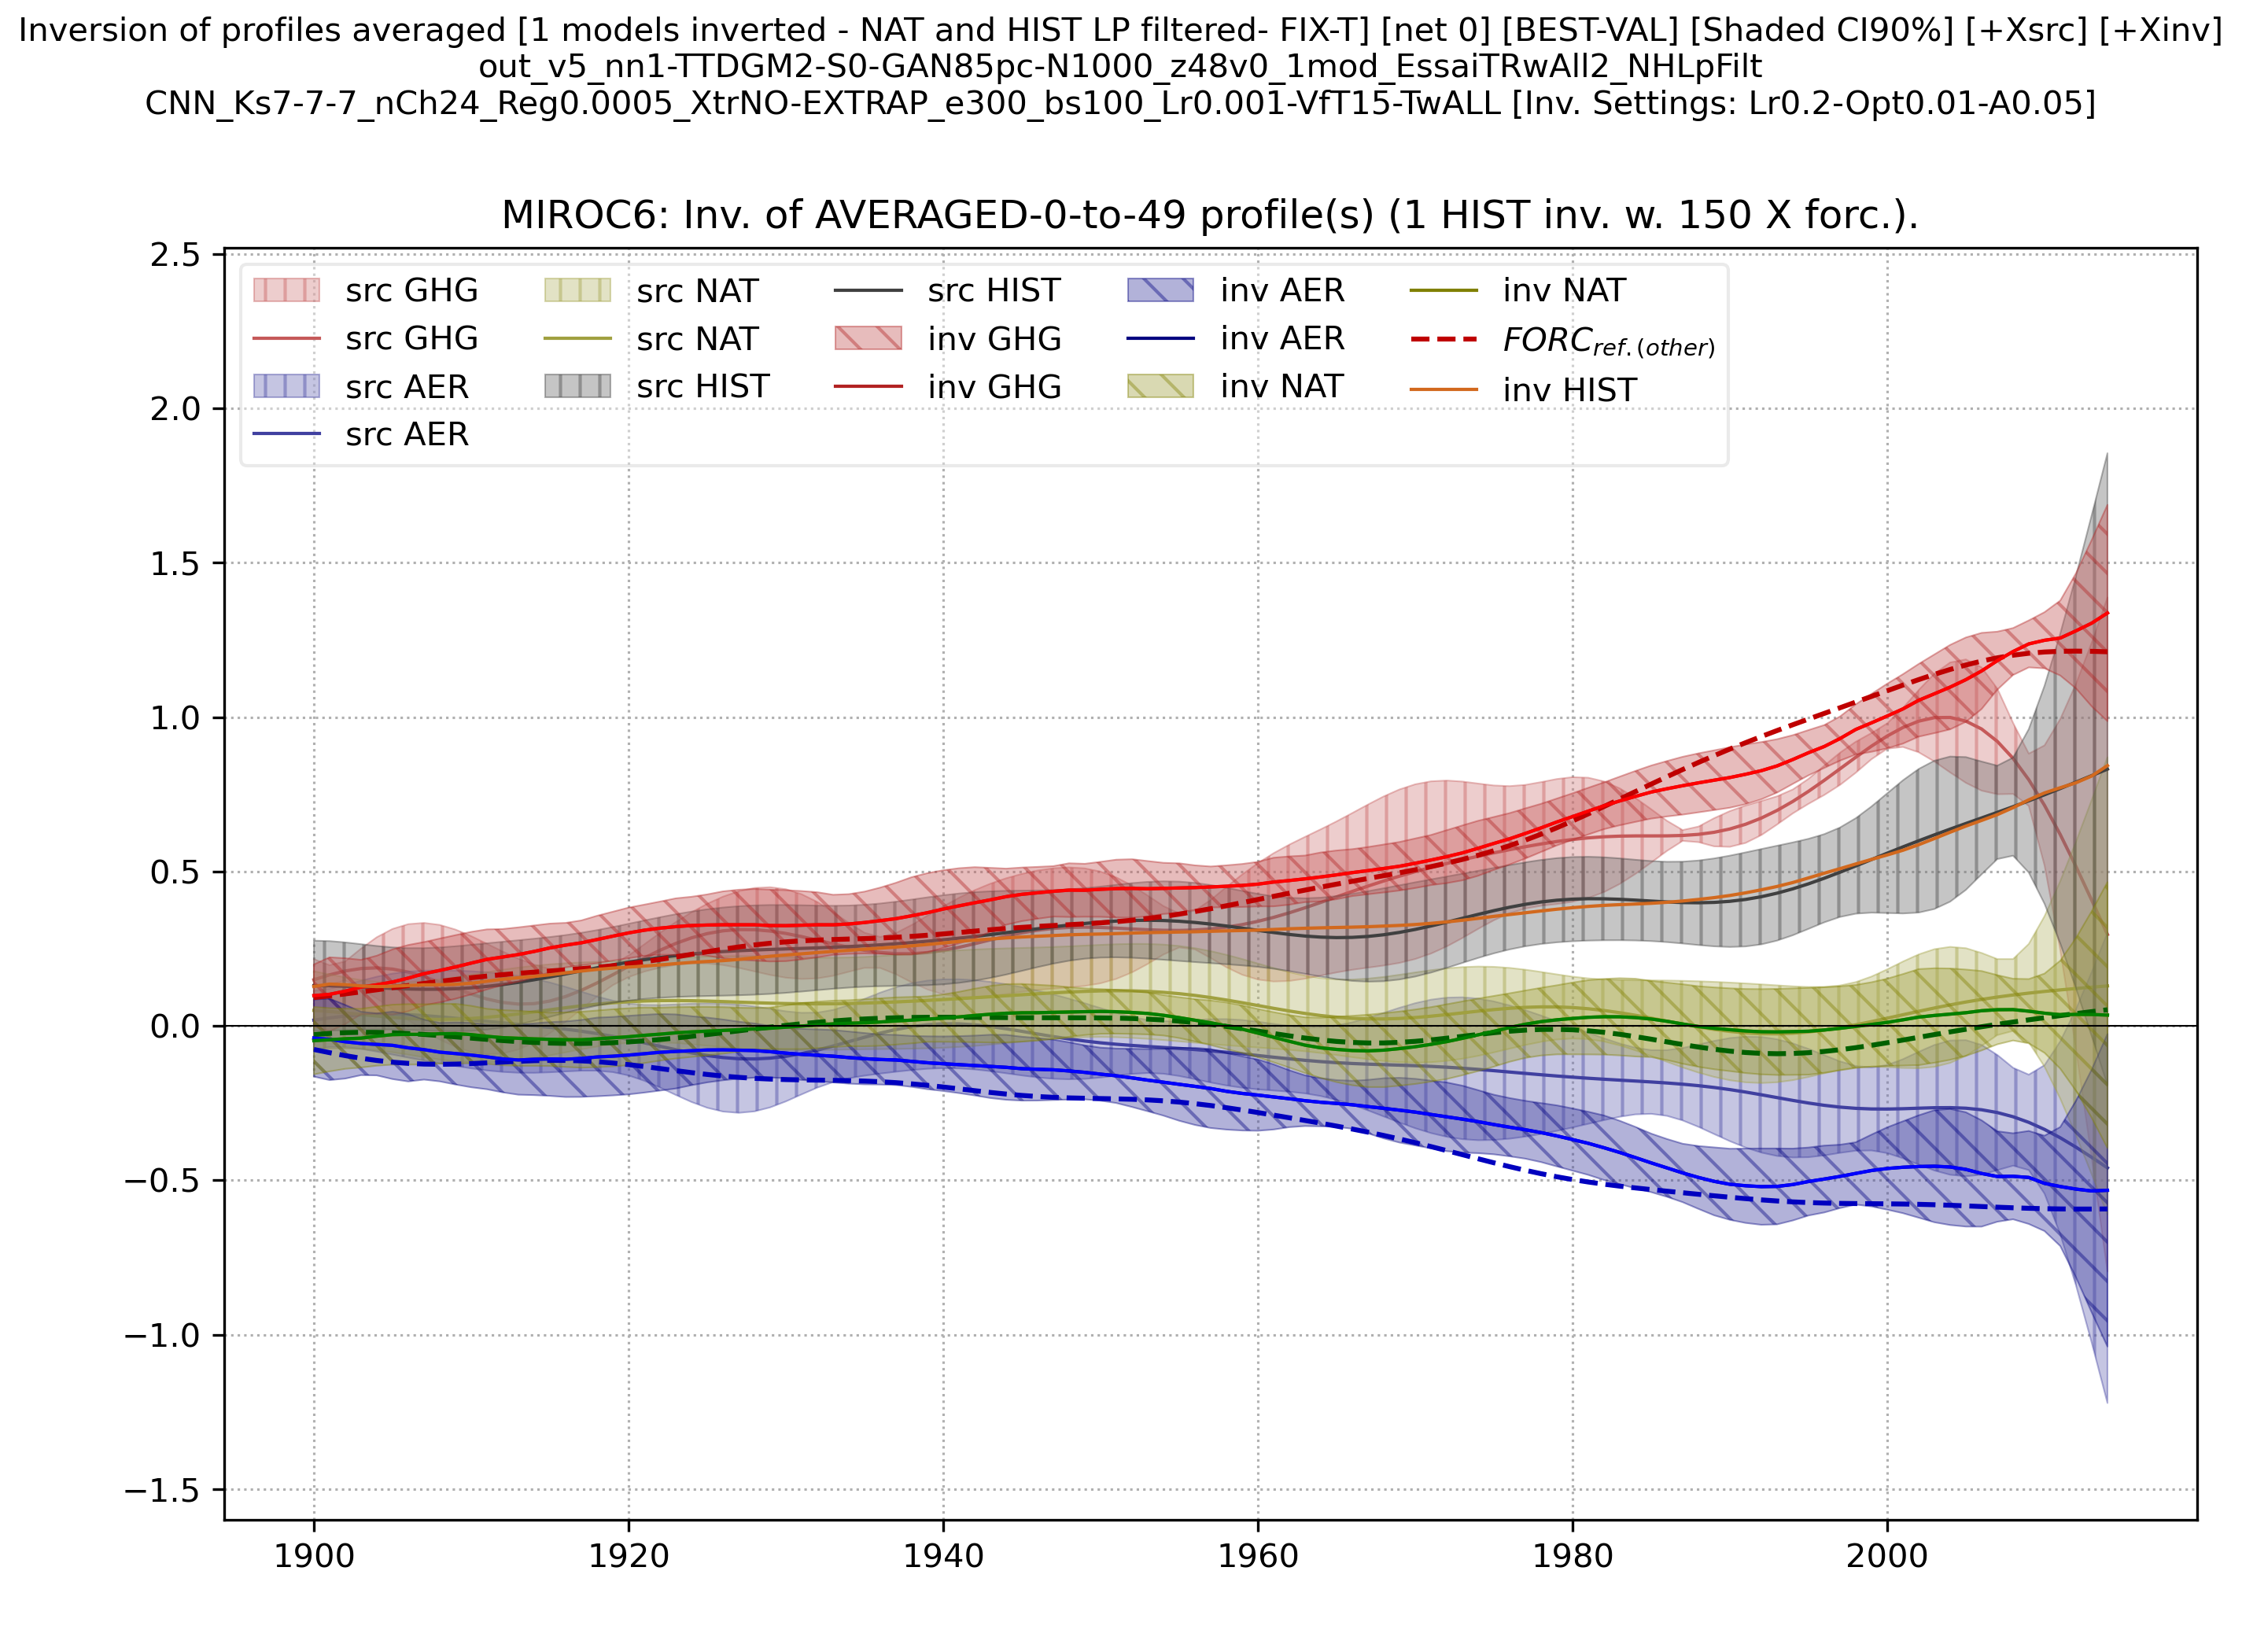 Inversion of profiles averaged [1 models inverted - NAT and HIST LP filtered- FIX-T] [net 0] [BEST-VAL] [Shaded CI90%] [+Xsrc] [+Xinv]
out_v5_nn1-TTDGM2-S0-GAN85pc-N1000_z48v0_1mod_EssaiTRwAll2_NHLpFilt
CNN_Ks7-7-7_nCh24_Reg0.0005_XtrNO-EXTRAP_e300_bs100_Lr0.001-VfT15-TwALL [Inv. Settings: Lr0.2-Opt0.01-A0.05]
MIROC6: Inv. of AVERAGED-0-to-49 profile(s) (1 HIST inv. w. 150 X forc.).
src GHG
src GHG
src AER
src AER
src NAT
src NAT
src HIST
src HIST
inv GHG
inv GHG
inv AER
inv AER
inv NAT
inv NAT
FORC ref.(other)
inv HIST
2.5
2.0
1.5
1.0
0.5
0.0
−0.5
−1.0
−1.5
1900
1920
1940
1960
1980
2000